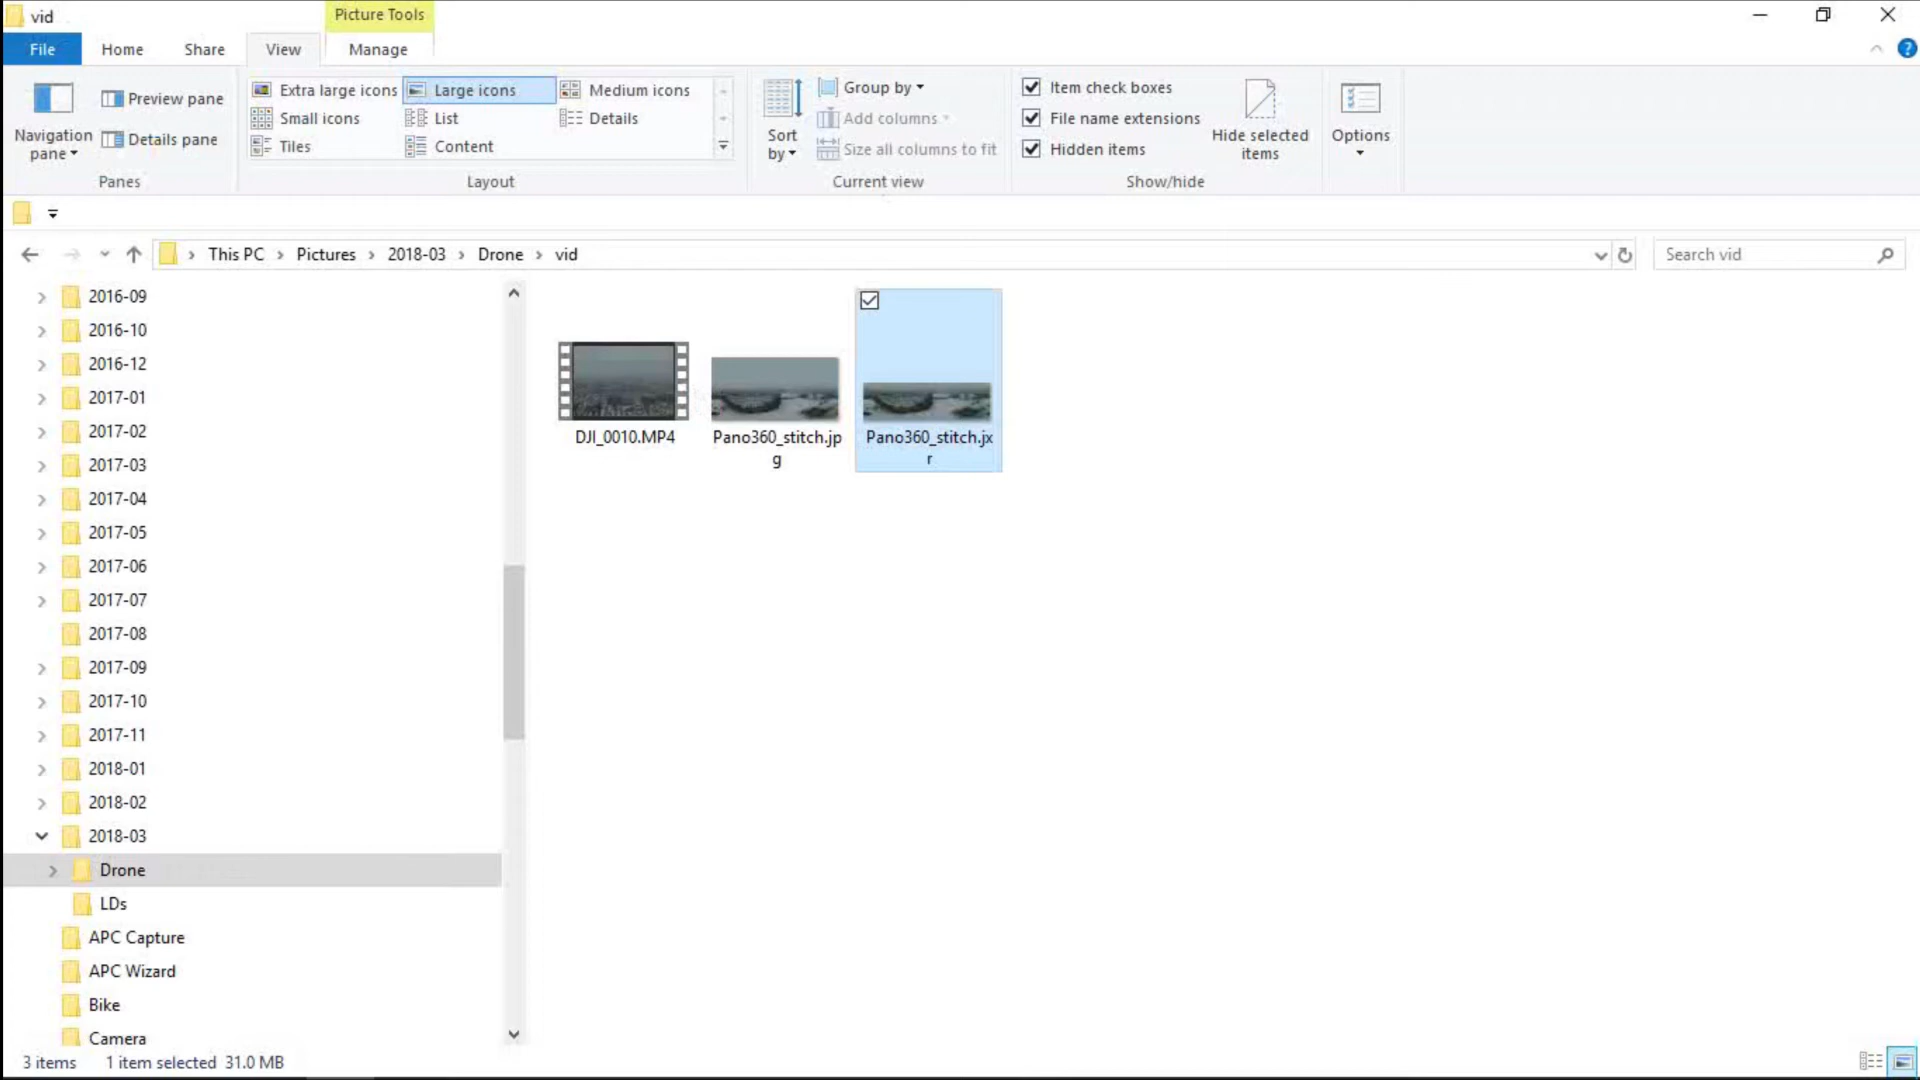 vid
Picture Tools
File
Home
Share
View
Manage
Navigation
pane
Preview pane
Details pane
Panes
Extra large icons
Large icons
Medium icons
Small icons
List
Details
Tiles
Content
Layout
Sort
by
Group by
Add columns
Size all columns to fit
Current view
Item check boxes
File name extensions
Hidden items
Hide selected
items
Show/hide
Options
This PC
Pictures
2018-03
Drone
vid
Search vid
2016-09
2016-10
2016-12
2017-01
2017-02
2017-03
2017-04
2017-05
2017-06
2017-07
2017-08
2017-09
2017-10
2017-11
2018-01
2018-02
2018-03
Drone
LDs
APC Capture
APC Wizard
Bike
Camera
DJI_0010.MP4
Pano360_stitch.jp
g
Pano360_stitch.jx
r
3 items
1 item selected 31.0 MB